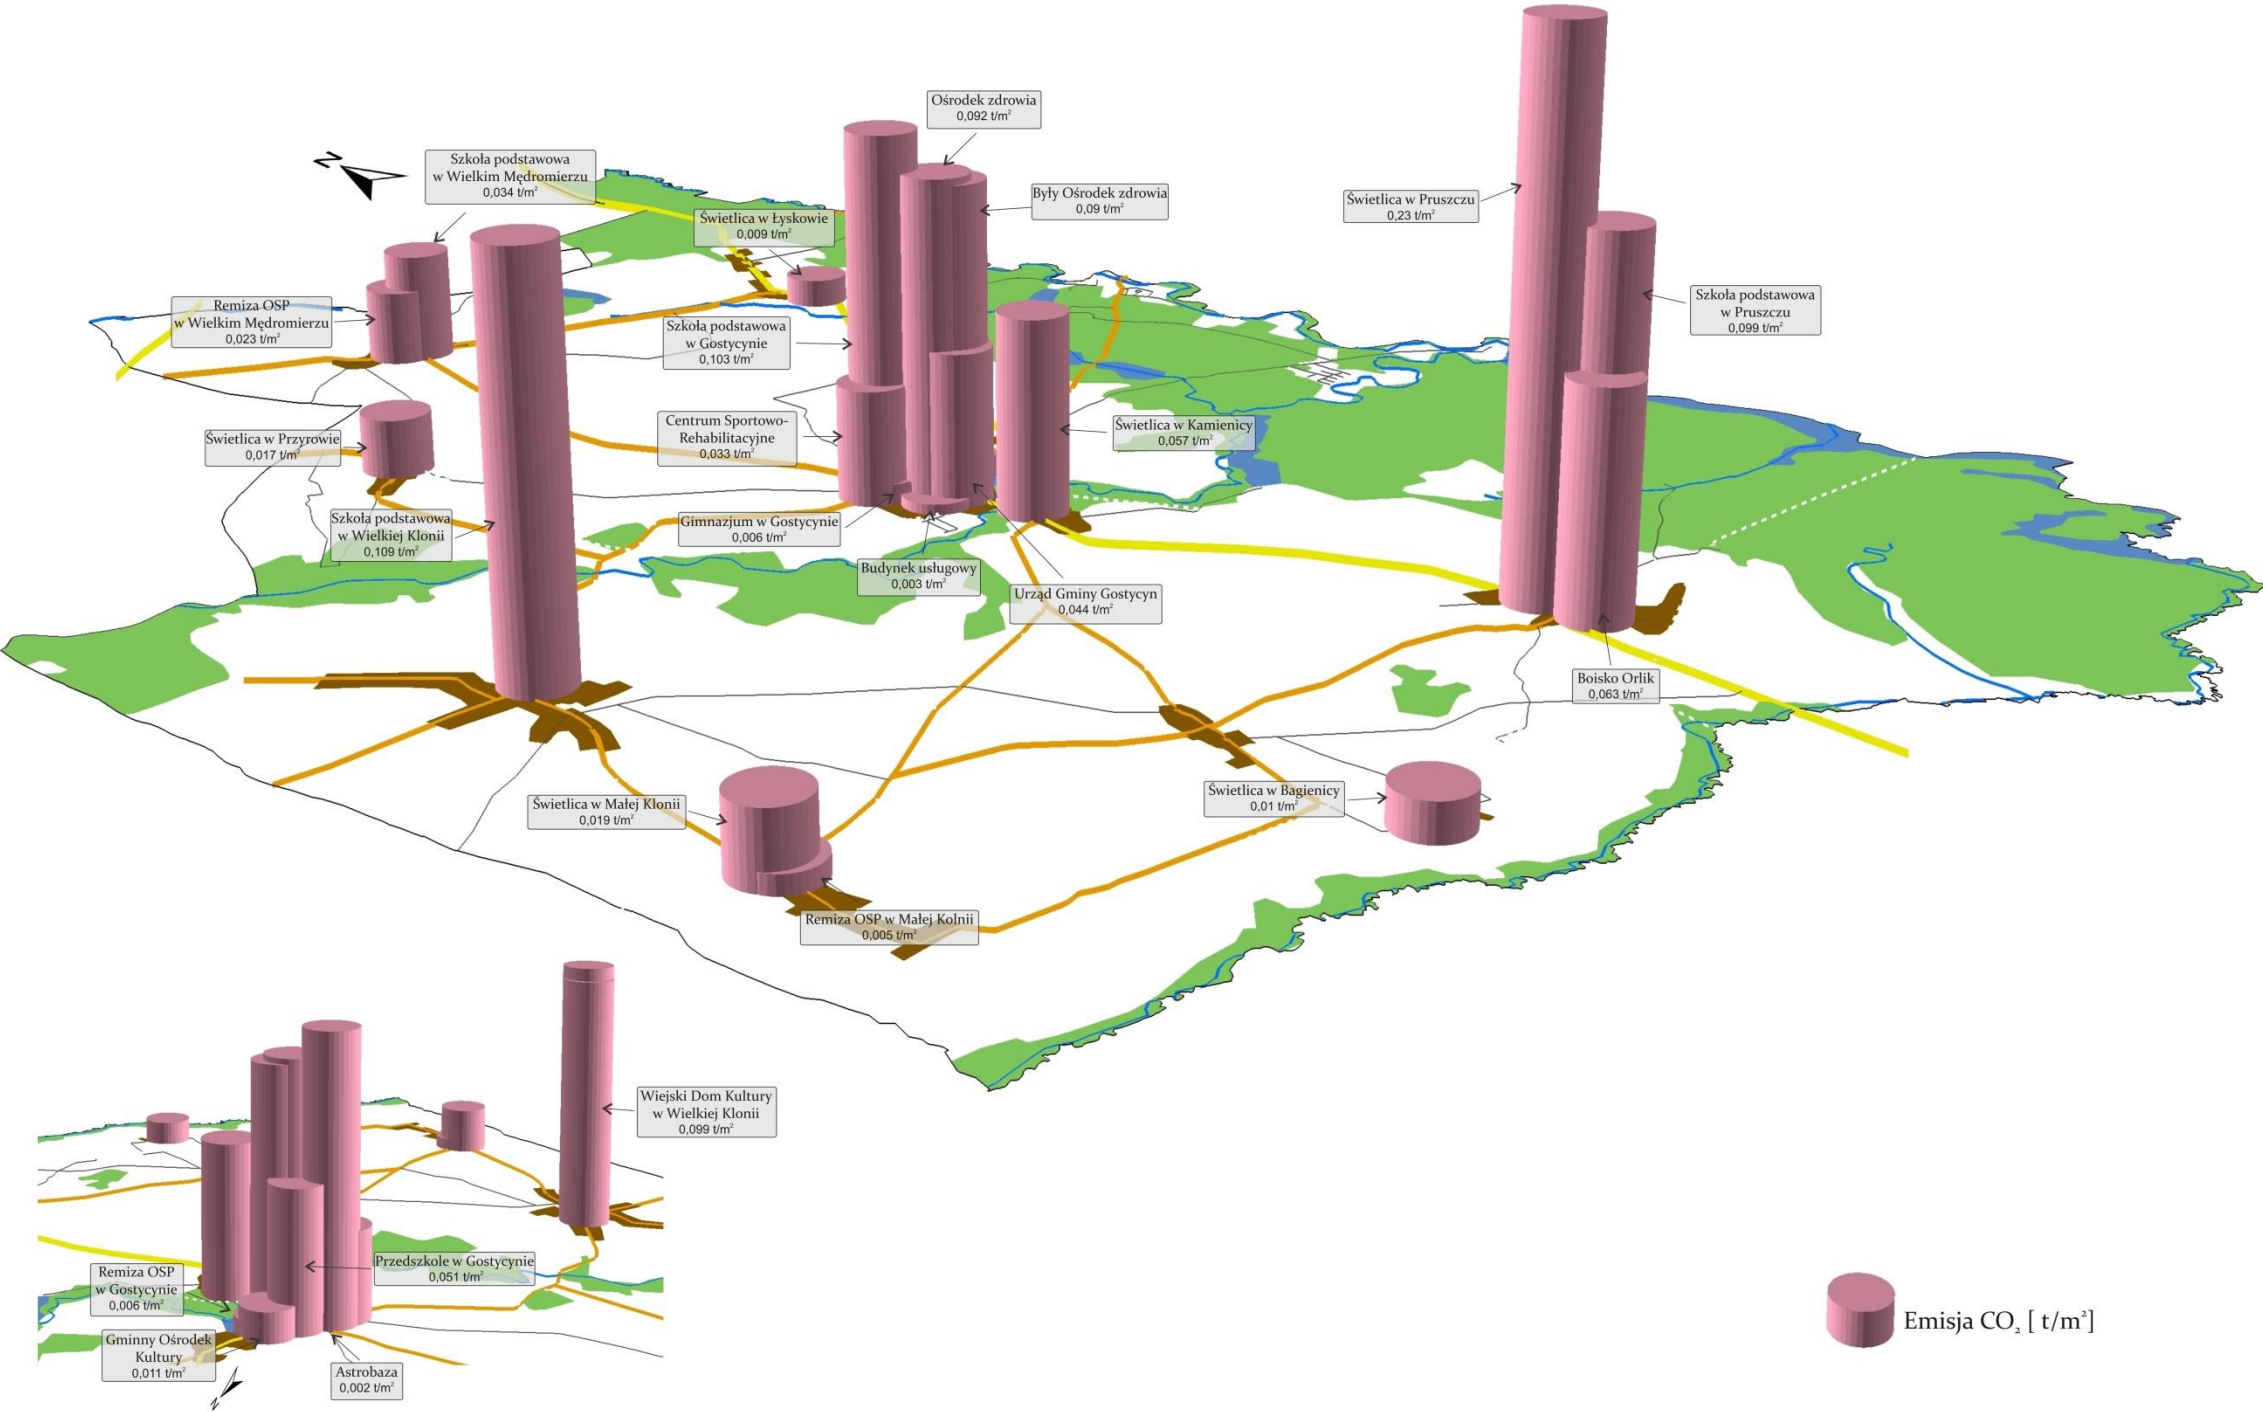 Ośrodek zdrowia
0,092 t/m²
N
Szkoła podstawowa
w Wielkim Mędromierzu
0,034 t/m²
Były Ośrodek zdrowia
0,09 t/m²
Świetlica w Pruszczu
0,23 t/m²
Świetlica w Łyskowie
0,009 t/m²
Remiza OSP
w Wielkim Mędromierzu
0,023 t/m²
Szkoła podstawowa
w Gostycynie
0,103 t/m²
Szkoła podstawowa
w Pruszczu
0,099 t/m²
Świetlica w Przyrowie
0,017 t/m²
Centrum Sportowo-
Rehabilitacyjne
0,033 t/m²
Świetlica w Kamienicy
0,057 t/m²
Szkoła podstawowa
w Wielkiej Klonii
0,109 t/m²
Gimnazjum w Gostycynie
0,006 t/m²
Budynek usługowy
0,003 t/m²
Urząd Gminy Gostycyn
0,044 t/m²
Boisko Orlik
0,063 t/m²
Świetlica w Małej Klonii
0,019 t/m²
Świetlica w Bagienicy
0,01 t/m²
Remiza OSP w Małej Kolnii
0,005 t/m²
Wiejski Dom Kultury
w Wielkiej Klonii
0,099 t/m²
Przedszkole w Gostycynie
0,051 t/m²
Remiza OSP
w Gostycynie
0,006 t/m²
Gminny Ośrodek
Kultury
0,011 t/m²
Astrobaza
0,002 t/m²
N
Emisja CO₂ [ t/m²]